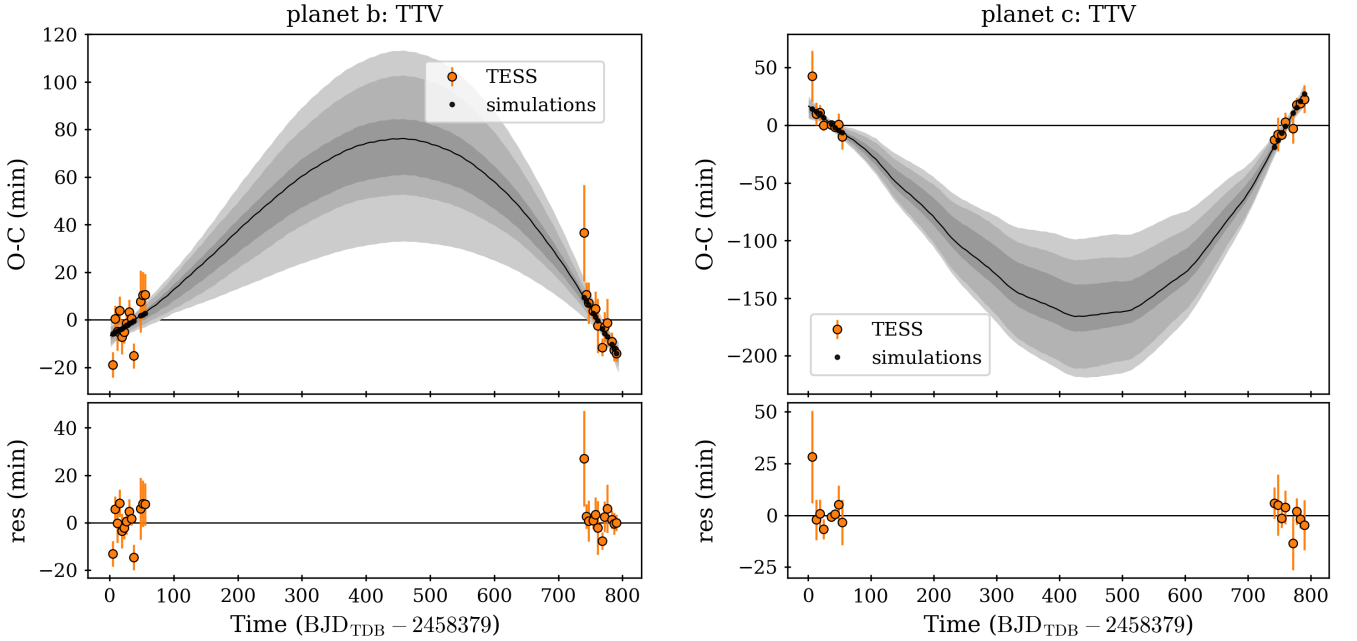 planet b: TTV
120
100
80
60
40
20
0
−20
O-C (min)
TESS
simulations
40
20
0
−20
res (min)
0 100 200 300 400 500 600 700 800
Time (BJD_TDB − 2458379)
planet c: TTV
50
0
−50
−100
−150
−200
O-C (min)
TESS
simulations
50
25
0
−25
res (min)
0 100 200 300 400 500 600 700 800
Time (BJD_TDB − 2458379)